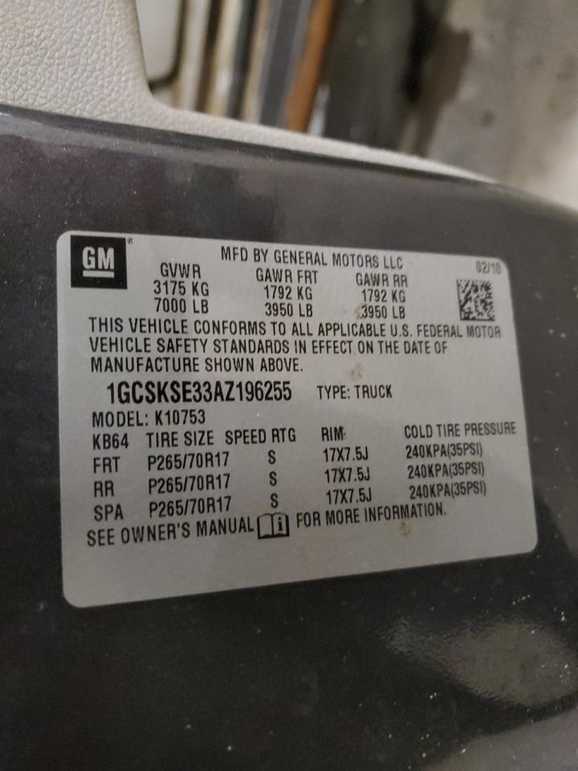 GM
MFD BY GENERAL MOTORS LLC 02/10
GVWR GAWR FRT GAWR RR
3175 KG 1792 KG 1792 KG
7000 LB 3950 LB 3950 LB
THIS VEHICLE CONFORMS TO ALL APPLICABLE U.S. FEDERAL MOTOR
VEHICLE SAFETY STANDARDS IN EFFECT ON THE DATE OF
MANUFACTURE SHOWN ABOVE.
1GCSKSE33AZ196255 TYPE: TRUCK
MODEL: K10753
KB64 TIRE SIZE SPEED RTG RIM COLD TIRE PRESSURE
FRT P265/70R17 S 17X7.5J 240KPA(35PSI)
RR P265/70R17 S 17X7.5J 240KPA(35PSI)
SPA P265/70R17 S 17X7.5J 240KPA(35PSI)
SEE OWNER'S MANUAL FOR MORE INFORMATION.